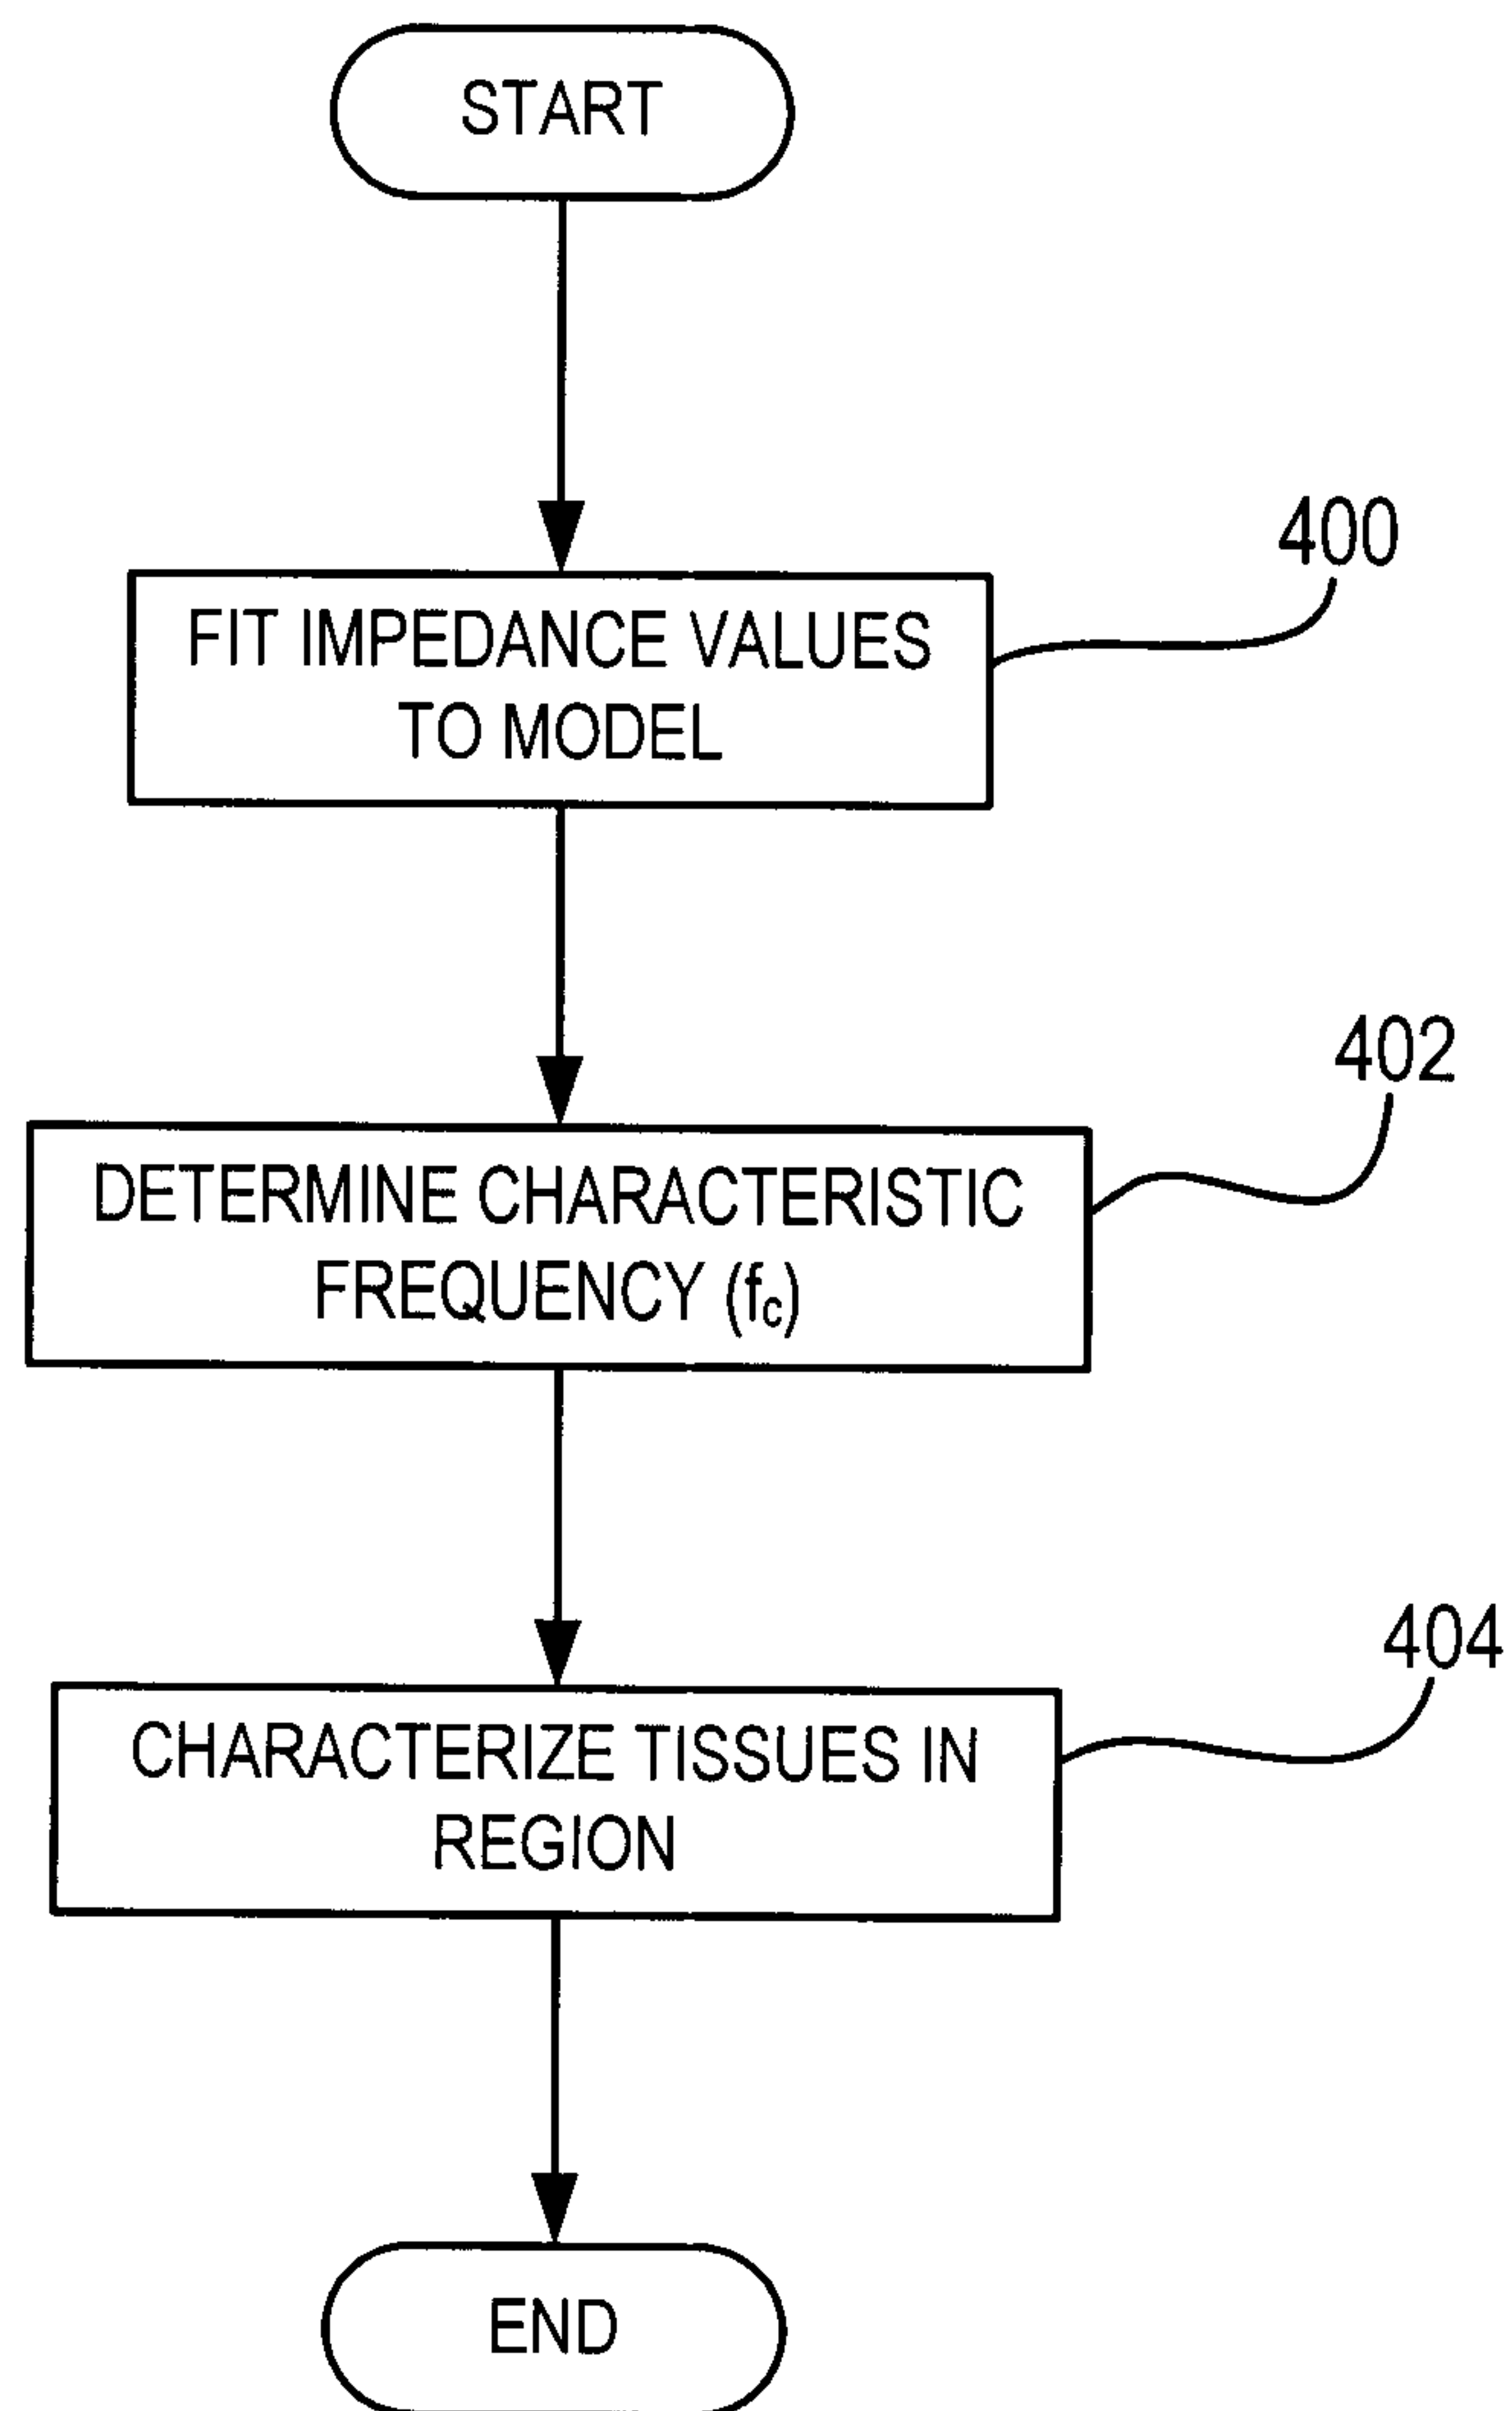 START
400
FIT IMPEDANCE VALUES
TO MODEL
402
DETERMINE CHARACTERISTIC
FREQUENCY (fc)
404
CHARACTERIZE TISSUES IN
REGION
END